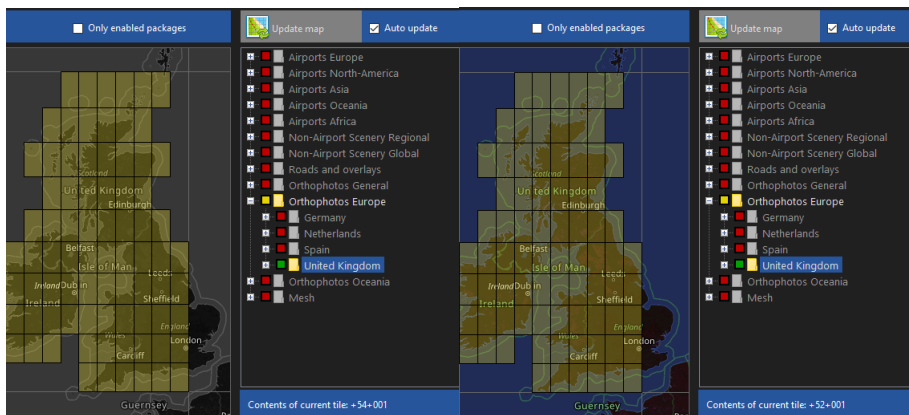 Only enabled packages
Update map
Auto update
Airports Europe
Airports North-America
Airports Asia
Airports Oceania
Airports Africa
Non-Airport Scenery Regional
Non-Airport Scenery Global
Roads and overlays
Orthophotos General
Orthophotos Europe
Germany
Netherlands
Spain
United Kingdom
Orthophotos Oceania
Mesh
Scotland
United Kingdom
Edinburgh
Belfast
Isle of Man
Leeds
Ireland Dublin
Sheffield
Ireland
England
Wales
London
Cardiff
Guernsey
Contents of current tile: +54+001
Only enabled packages
Update map
Auto update
Airports Europe
Airports North-America
Airports Asia
Airports Oceania
Airports Africa
Non-Airport Scenery Regional
Non-Airport Scenery Global
Roads and overlays
Orthophotos General
Orthophotos Europe
Germany
Netherlands
Spain
United Kingdom
Orthophotos Oceania
Mesh
Scotland
United Kingdom
Edinburgh
Belfast
Isle of Man
Leeds
Ireland Dublin
Sheffield
Ireland
England
Wales
London
Cardiff
Guernsey
Contents of current tile: +52+001